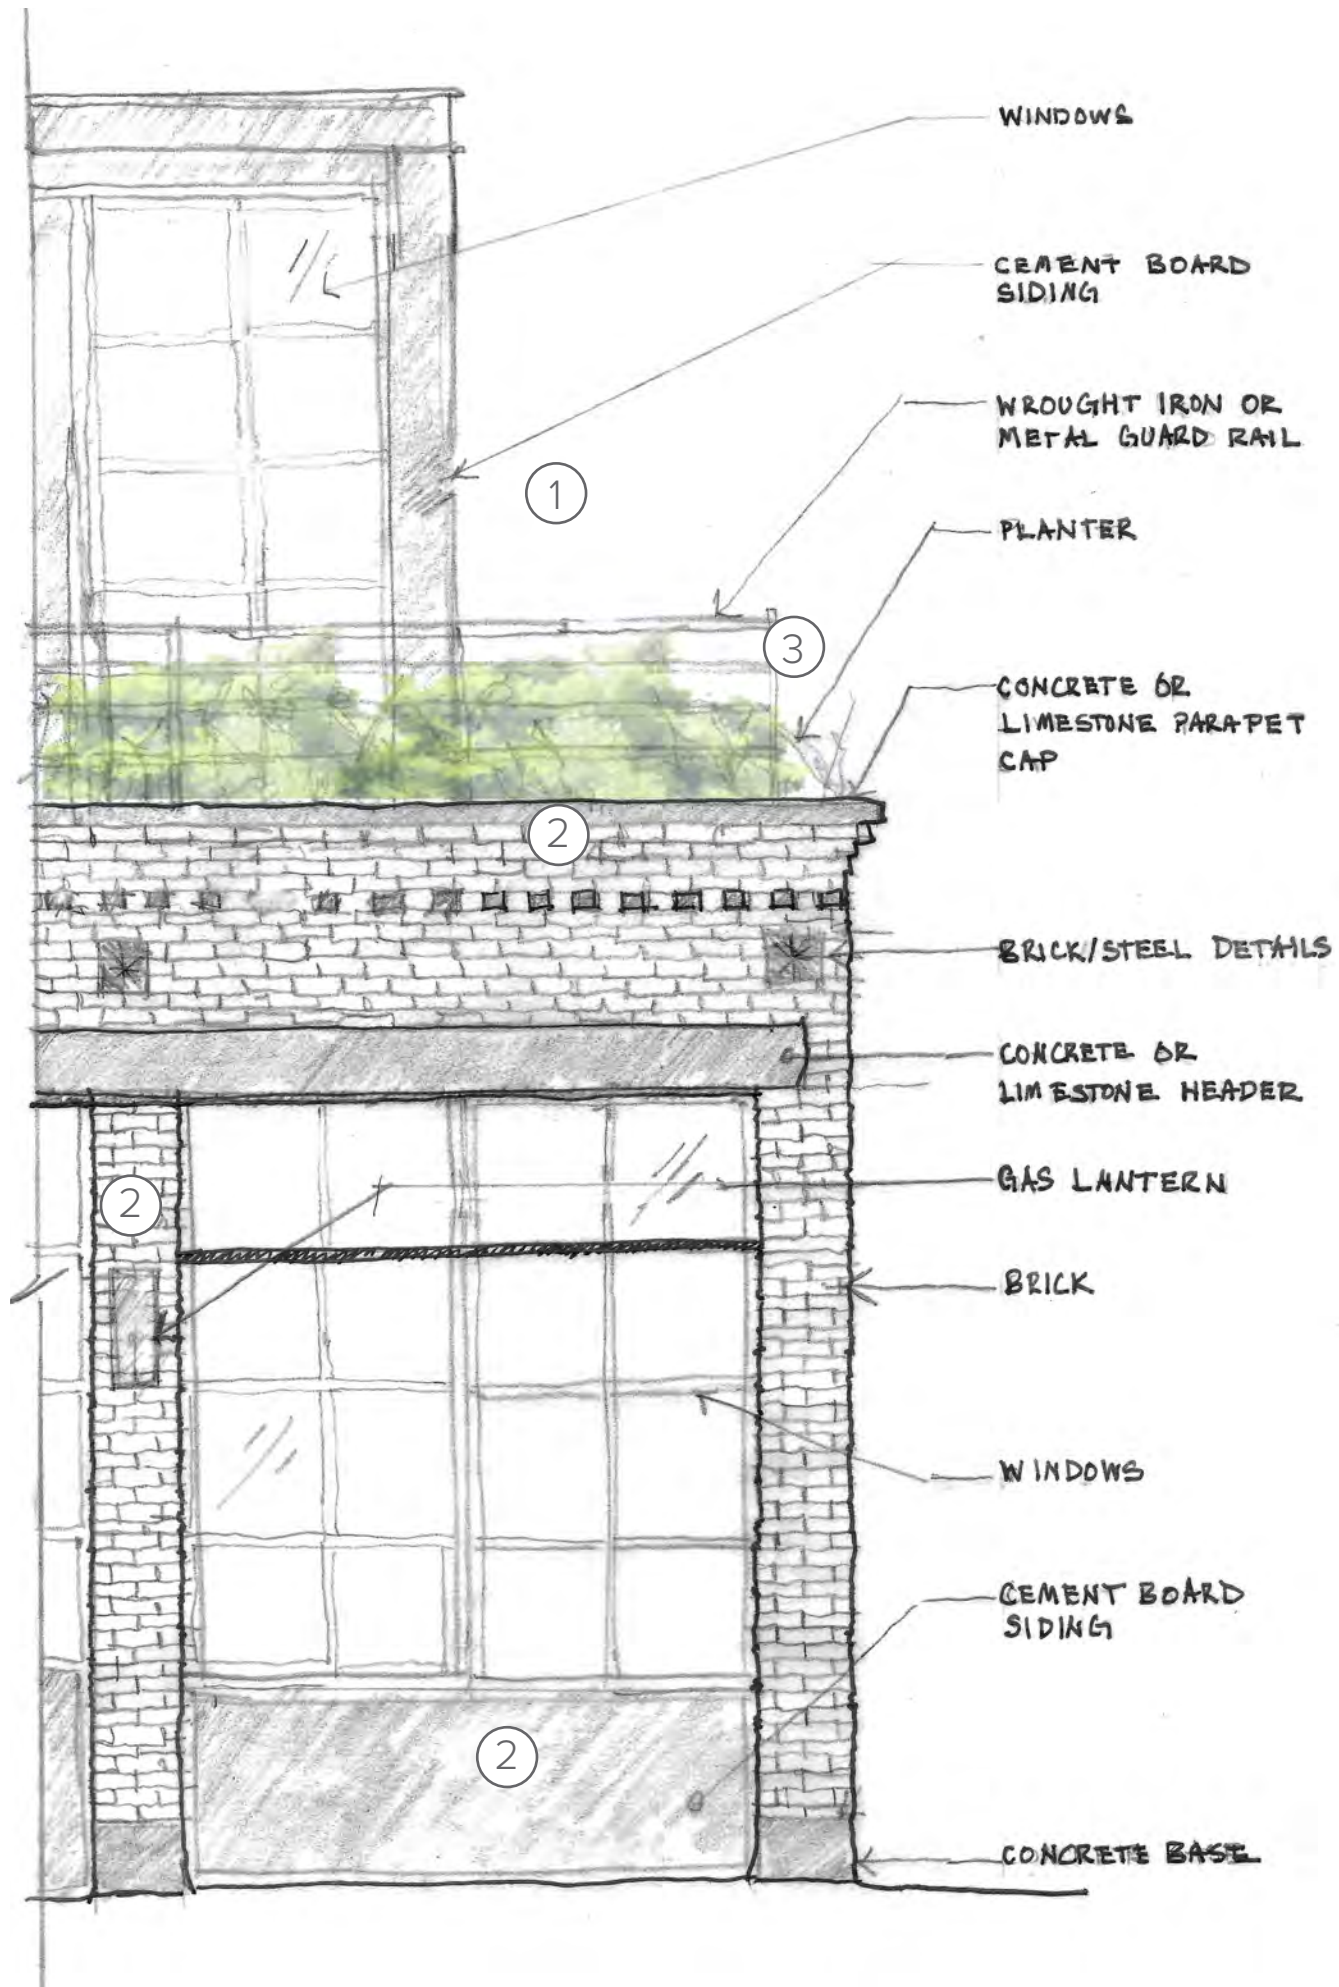 WINDOWS
CEMENT BOARD
SIDING
1
WROUGHT IRON OR
METAL GUARD RAIL
PLANTER
3
CONCRETE OR
LIMESTONE PARAPET
CAP
2
BRICK/STEEL DETAILS
CONCRETE OR
LIMESTONE HEADER
GAS LANTERN
2
BRICK
WINDOWS
CEMENT BOARD
SIDING
2
CONCRETE BASE